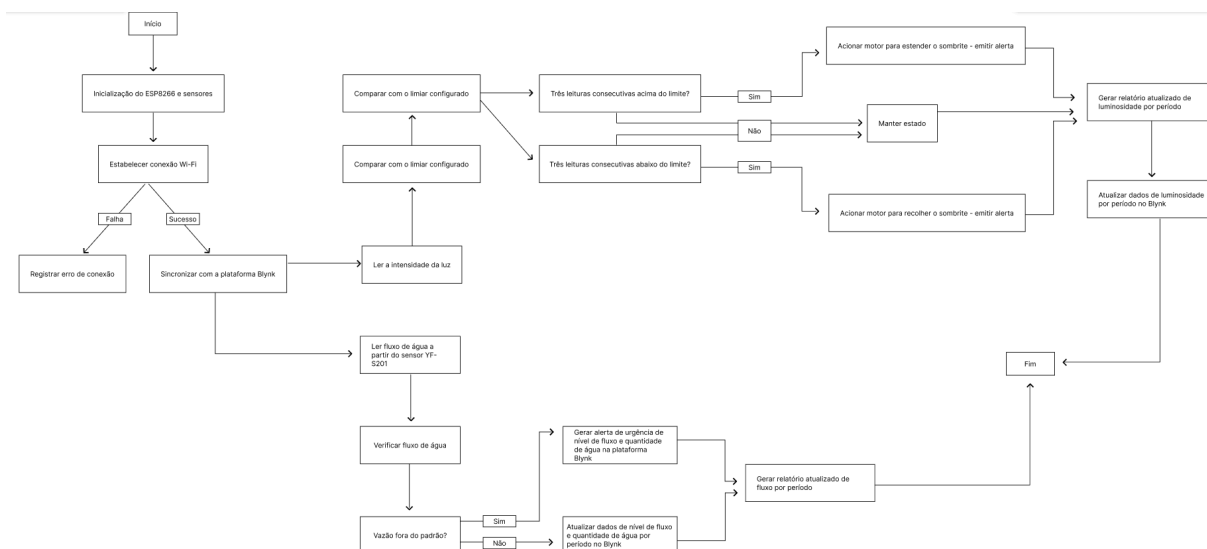 Início
Inicialização do ESP8266 e sensores
Estabelecer conexão Wi-Fi
Falha
Sucesso
Registrar erro de conexão
Sincronizar com a plataforma Blynk
Ler a intensidade da luz
Comparar com o limiar configurado
Comparar com o limiar configurado
Três leituras consecutivas acima do limite?
Três leituras consecutivas abaixo do limite?
Sim
Não
Sim
Acionar motor para estender o sombrite - emitir alerta
Manter estado
Acionar motor para recolher o sombrite - emitir alerta
Gerar relatório atualizado de
luminosidade por período
Atualizar dados de luminosidade
por período no Blynk
Ler fluxo de água a
partir do sensor YF-
S201
Verificar fluxo de água
Vazão fora do padrão?
Sim
Não
Gerar alerta de urgência de
nível de fluxo e quantidade
de água na plataforma
Blynk
Atualizar dados de nível de fluxo
e quantidade de água por
período no Blynk
Gerar relatório atualizado de
fluxo por período
Fim